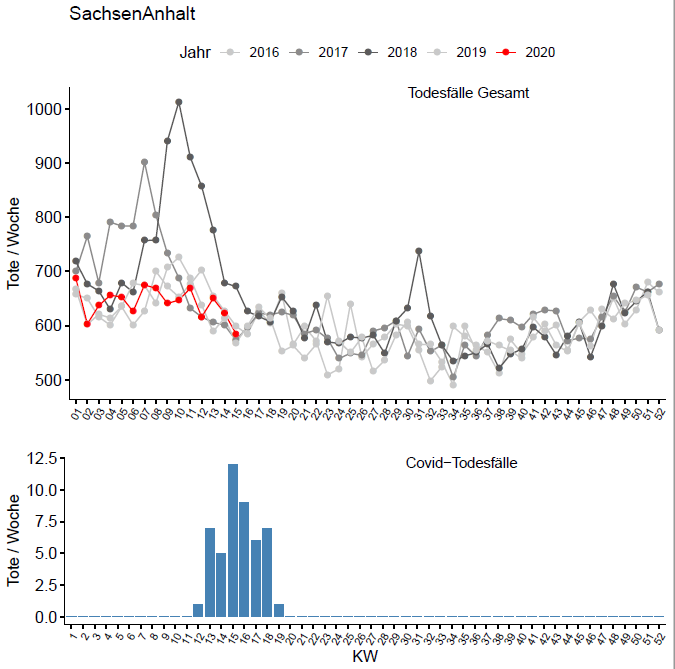 SachsenAnhalt
Jahr 2016 2017 2018 2019 2020
Todesfälle Gesamt
Tote / Woche
1000
900
800
700
600
500
01 02 03 04 05 06 07 08 09 10 11 12 13 14 15 16 17 18 19 20 21 22 23 24 25 26 27 28 29 30 31 32 33 34 35 36 37 38 39 40 41 42 43 44 45 46 47 48 49 50 51 52
Covid−Todesfälle
Tote / Woche
12.5
10.0
7.5
5.0
2.5
0.0
1 2 3 4 5 6 7 8 9 10 11 12 13 14 15 16 17 18 19 20 21 22 23 24 25 26 27 28 29 30 31 32 33 34 35 36 37 38 39 40 41 42 43 44 45 46 47 48 49 50 51 52
KW